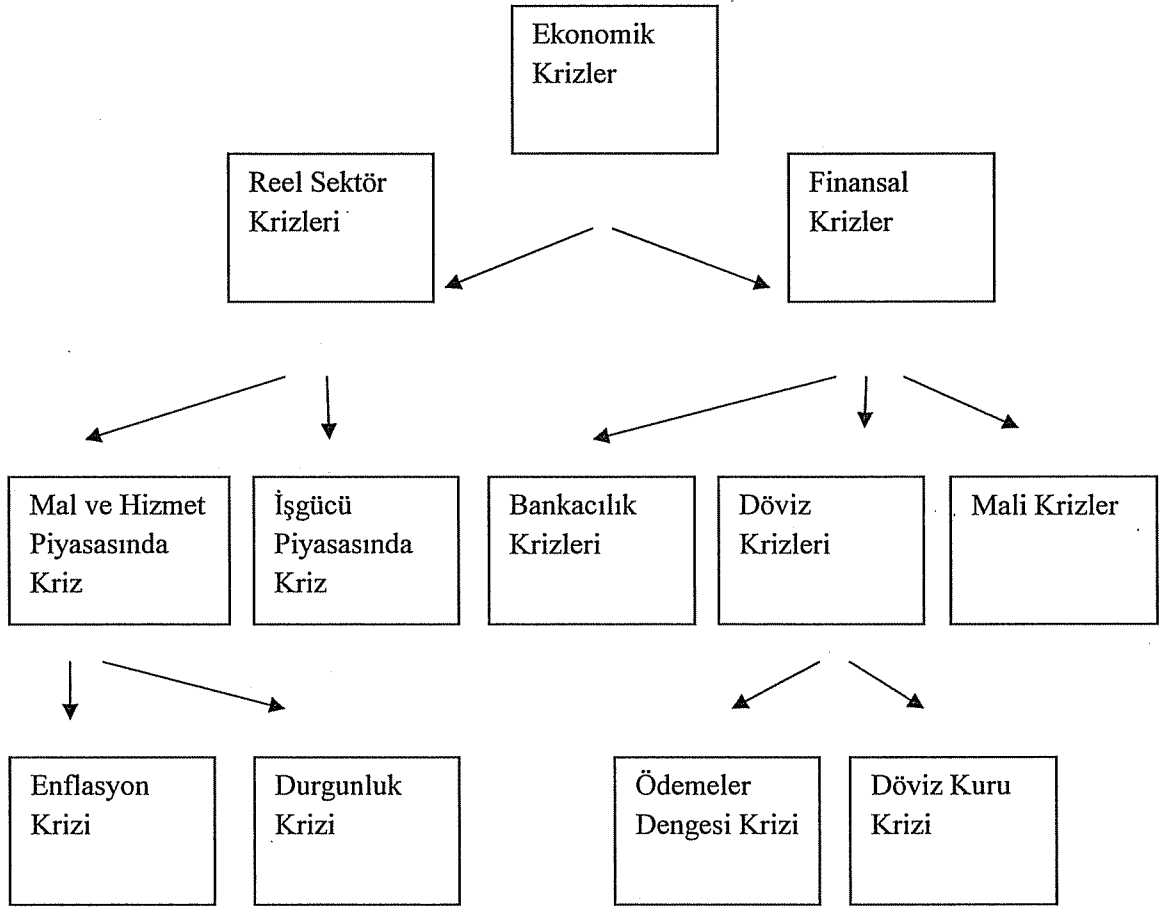 Ekonomik
Krizler
Reel Sektör
Krizleri
Finansal
Krizler
Mal ve Hizmet
Piyasasında
Kriz
İşgücü
Piyasasında
Kriz
Bankacılık
Krizleri
Döviz
Krizleri
Mali Krizler
Enflasyon
Krizi
Durgunluk
Krizi
Ödemeler
Dengesi Krizi
Döviz Kuru
Krizi